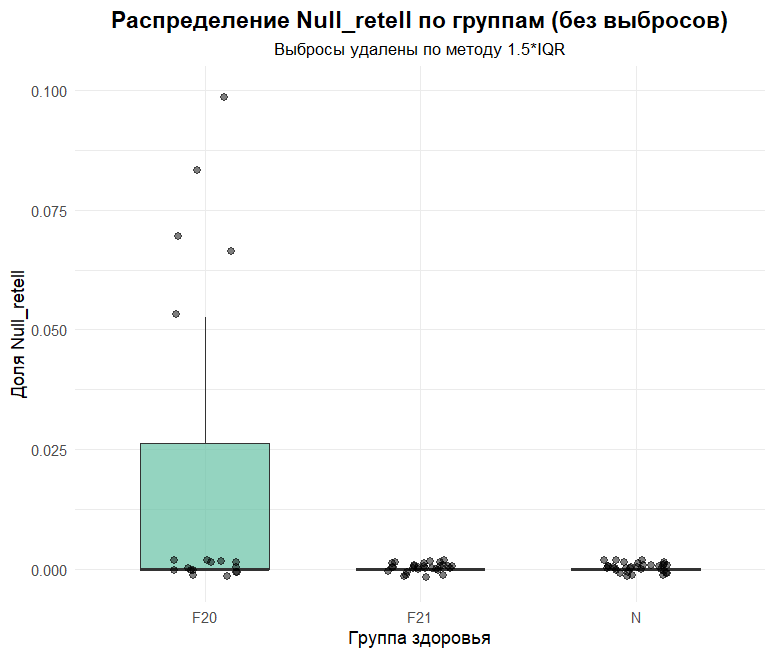 Распределение Null_retell по группам (без выбросов)
Выбросы удалены по методу 1.5*IQR
0.100
0.075
0.050
0.025
0.000
Доля Null_retell
F20
F21
N
Группа здоровья